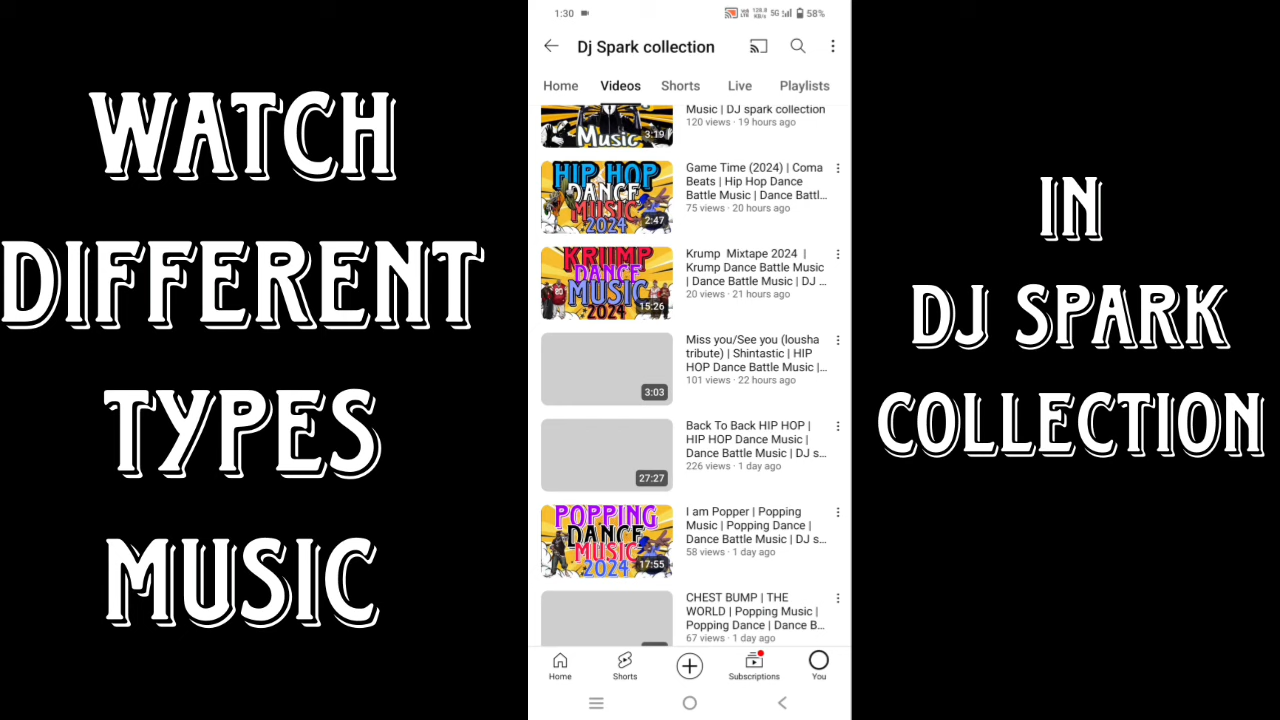 WATCH
DIFFERENT
TYPES
MUSIC
1:30
128.8
KB/s
5G
58%
Dj Spark collection
Home Videos Shorts Live Playlists
Music
3:19
Music | DJ spark collection
120 views · 19 hours ago
HIP HOP
DANCE
MUSIC
2024
2:47
Game Time (2024) | Coma
Beats | Hip Hop Dance
Battle Music | Dance Battl...
75 views · 20 hours ago
KRUMP
DANCE
MUSIC
2024
15:26
Krump Mixtape 2024 |
Krump Dance Battle Music
| Dance Battle Music | DJ ...
20 views · 21 hours ago
3:03
Miss you/See you (lousha
tribute) | Shintastic | HIP
HOP Dance Battle Music |...
101 views · 22 hours ago
27:27
Back To Back HIP HOP |
HIP HOP Dance Music |
Dance Battle Music | DJ s...
226 views · 1 day ago
POPPING
DANCE
MUSIC
2024
17:55
I am Popper | Popping
Music | Popping Dance |
Dance Battle Music | DJ s...
58 views · 1 day ago
CHEST BUMP | THE
WORLD | Popping Music |
Popping Dance | Dance B...
67 views · 1 day ago
Home Shorts Subscriptions You
IN
DJ SPARK
COLLECTION